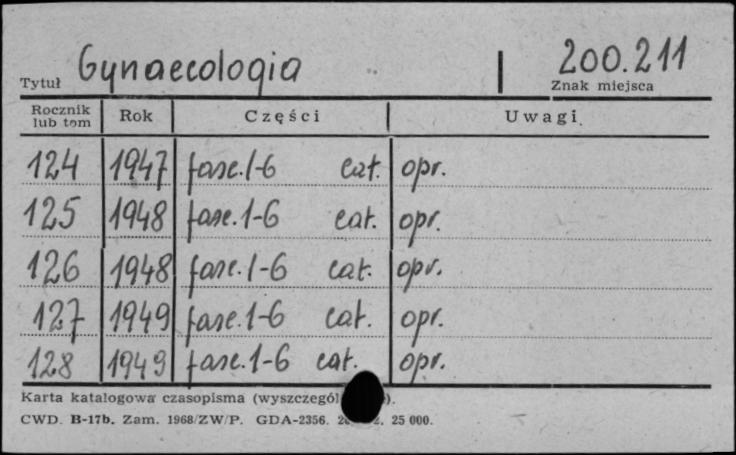 Tytuł Gynaecologia 200.211
Znak miejsca
Rocznik lub tom Rok Części Uwagi
124 1947 fasc. 1-6 cat. opr.
125 1948 fasc. 1-6 cat. opr.
126 1948 fasc. 1-6 cat. opr.
127 1949 fasc. 1-6 cat. opr.
128 1949 fasc. 1-6 cat. opr.
Karta katalogowa czasopisma
CWD. B-17b. Zam. 1968/ZW/P. GDA-2356. 25 000.